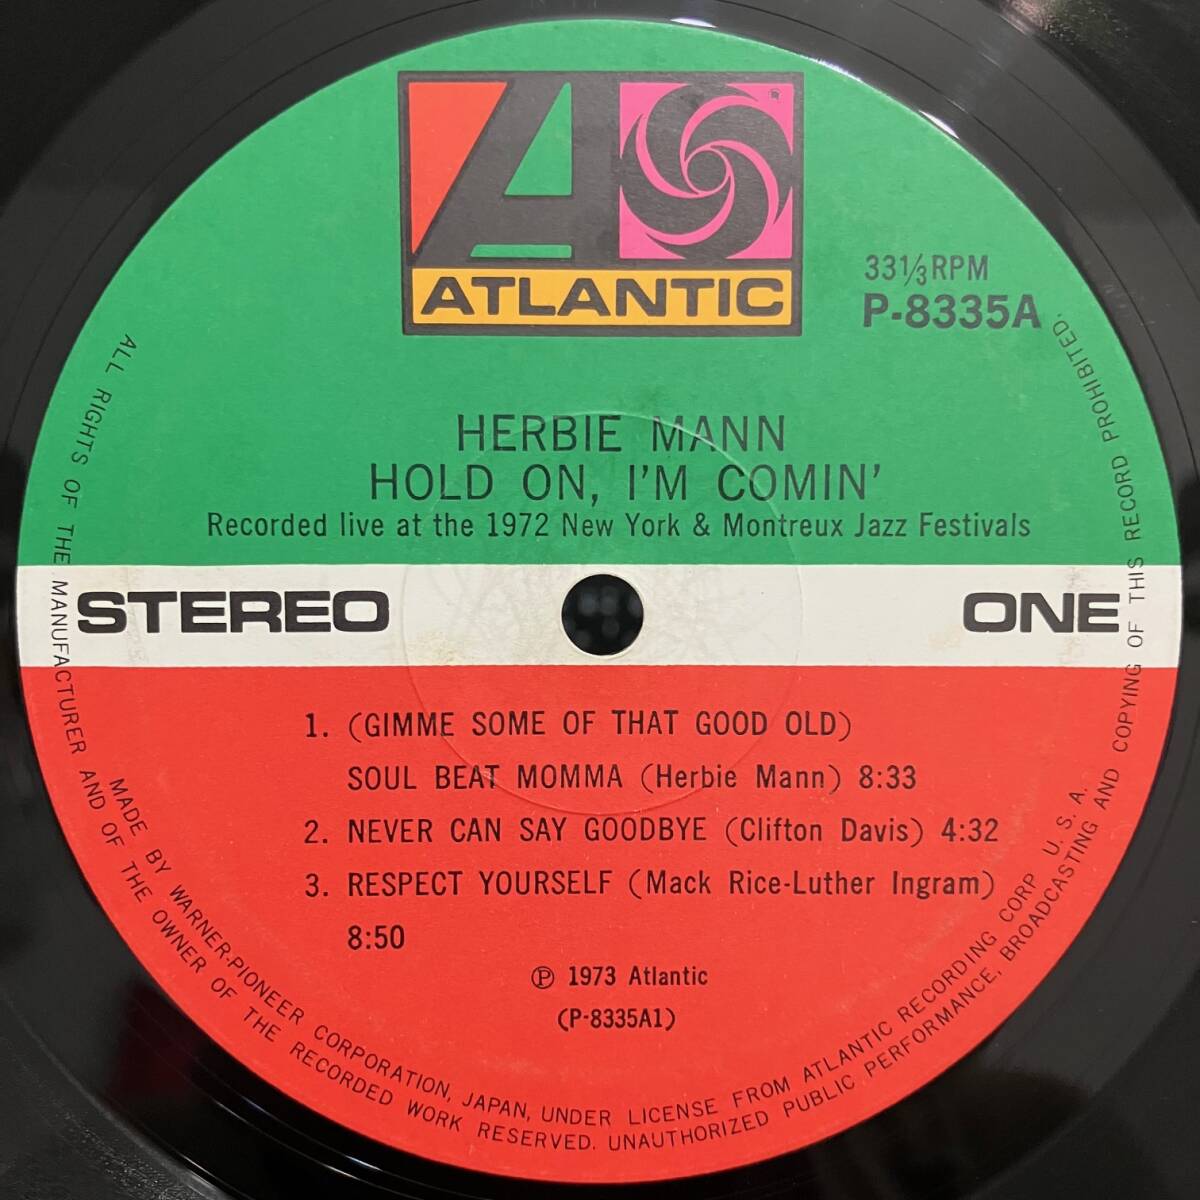 ATLANTIC
33⅓ RPM
P-8335A
HERBIE MANN
HOLD ON, I'M COMIN'
Recorded live at the 1972 New York & Montreux Jazz Festivals
STEREO
ONE
1. (GIMME SOME OF THAT GOOD OLD)
SOUL BEAT MOMMA (Herbie Mann) 8:33
2. NEVER CAN SAY GOODBYE (Clifton Davis) 4:32
3. RESPECT YOURSELF (Mack Rice-Luther Ingram)
8:50
Ⓟ 1973 Atlantic
(P-8335A1)
MADE BY WARNER-PIONEER CORPORATION, JAPAN, UNDER LICENSE FROM ATLANTIC RECORDING CORP U. S. A.
ALL RIGHTS OF THE MANUFACTURER AND OF THE OWNER OF THE RECORDED WORK RESERVED. UNAUTHORIZED PUBLIC PERFORMANCE, BROADCASTING AND COPYING OF THIS RECORD PROHIBITED.